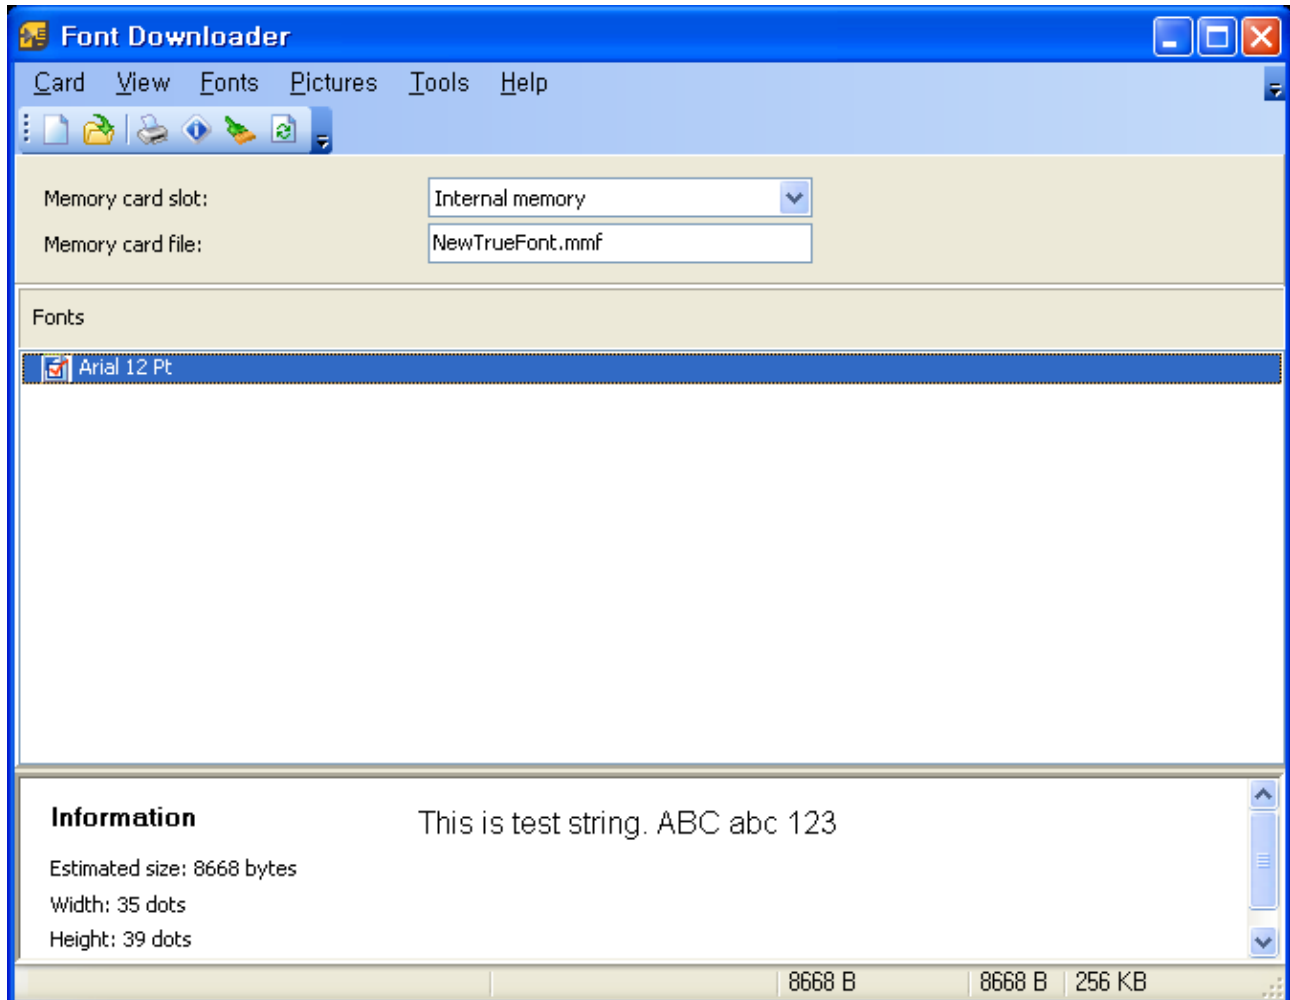 Font Downloader
Card View Fonts Pictures Tools Help
Memory card slot: Internal memory
Memory card file: NewTrueFont.mmf
Fonts
Arial 12 Pt
Information This is test string. ABC abc 123
Estimated size: 8668 bytes
Width: 35 dots
Height: 39 dots
8668 B 8668 B 256 KB